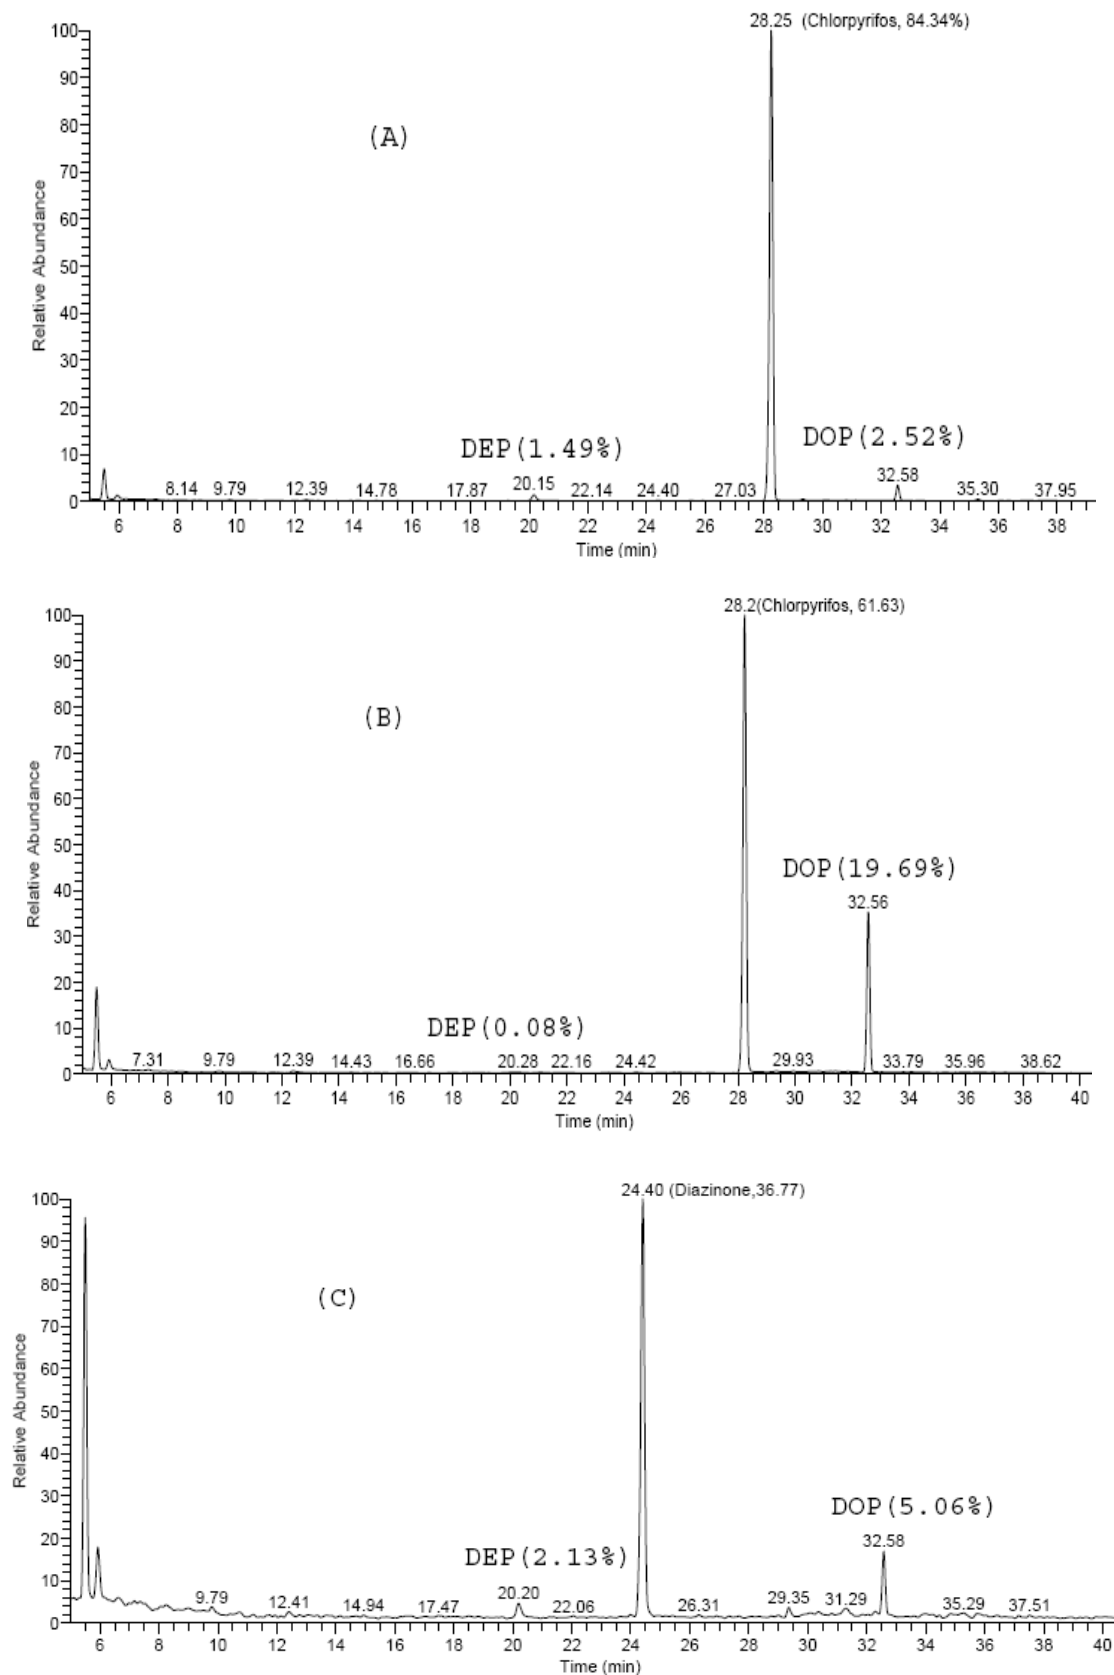 28.25 (Chlorpyrifos, 84.34%)
100
90
80
70
60
50
40
30
20
10
0
Relative Abundance
(A)
DEP(1.49%)
DOP(2.52%)
8.14 9.79 12.39 14.78 17.87 20.15 22.14 24.40 27.03 32.58 35.30 37.95
6 8 10 12 14 16 18 20 22 24 26 28 30 32 34 36 38
Time (min)
28.2(Chlorpyrifos, 61.63)
100
90
80
70
60
50
40
30
20
10
0
Relative Abundance
(B)
DOP(19.69%)
32.56
DEP(0.08%)
7.31 9.79 12.39 14.43 16.66 20.28 22.16 24.42 29.93 33.79 35.96 38.62
6 8 10 12 14 16 18 20 22 24 26 28 30 32 34 36 38 40
Time (min)
24.40 (Diazinone,36.77)
100
90
80
70
60
50
40
30
20
10
0
Relative Abundance
(C)
DOP(5.06%)
32.58
DEP(2.13%)
9.79 12.41 14.94 17.47 20.20 22.06 26.31 29.35 31.29 35.29 37.51
6 8 10 12 14 16 18 20 22 24 26 28 30 32 34 36 38 40
Time (min)